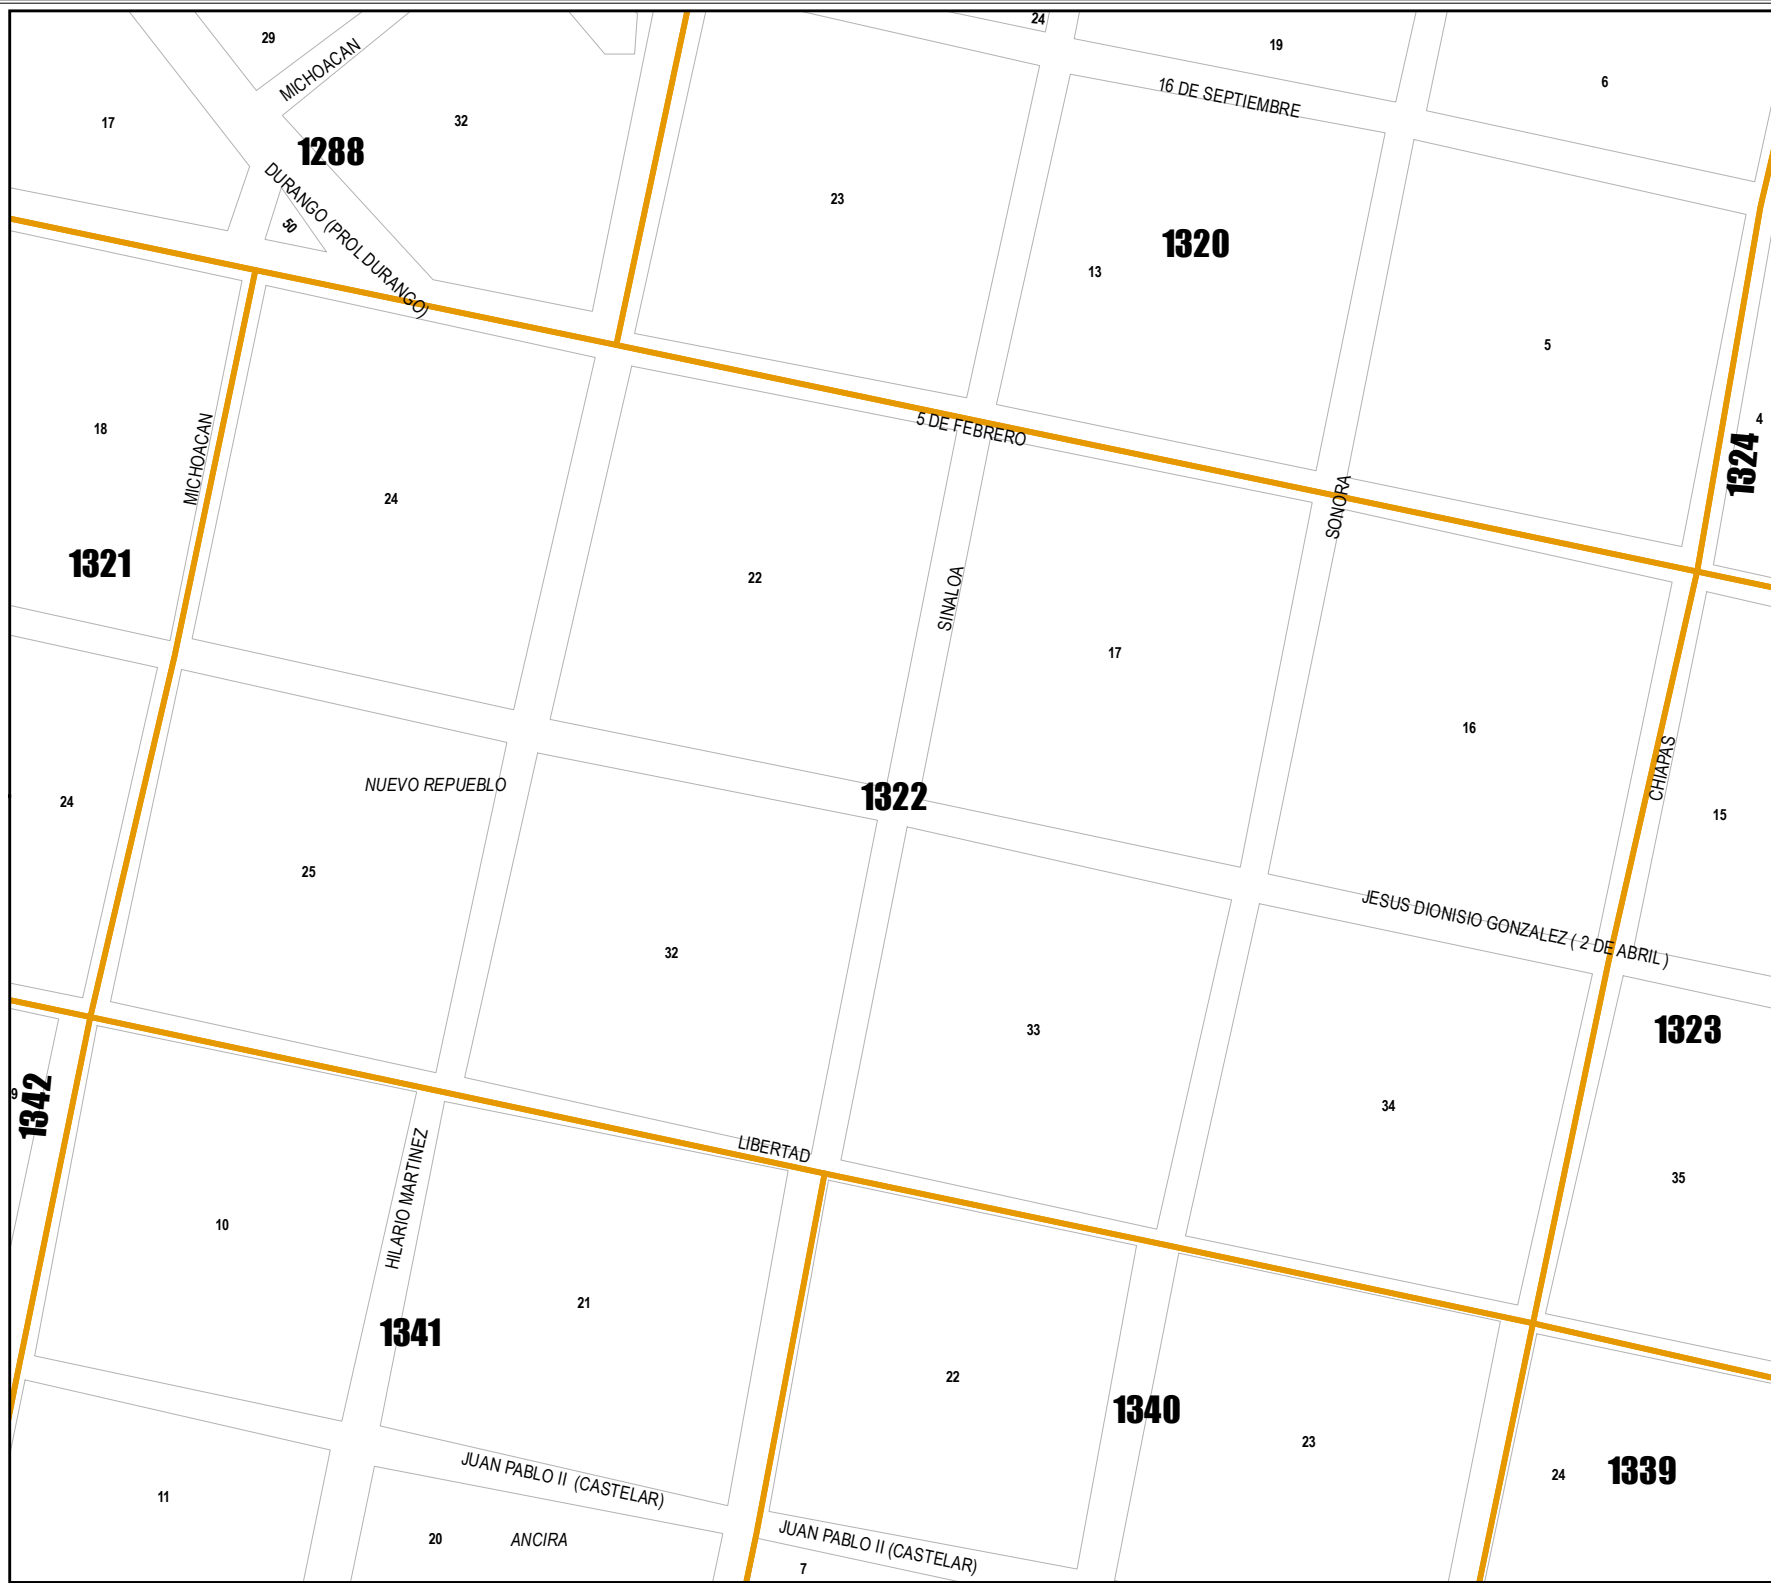 24
29
19
MICHOACAN
6
16 DE SEPTIEMBRE
17
32
1288
DURANGO (PROL DURANGO)
23
50
1320
13
5
18
MICHOACAN
5 DE FEBRERO
4
1324
24
SONORA
1321
22
SINALOA
17
16
CHIAPAS
NUEVO REPUEBLO
1322
24
15
25
JESUS DIONISIO GONZALEZ ( 2 DE ABRIL )
32
33
1323
9
1342
34
LIBERTAD
HILARIO MARTINEZ
35
10
21
1341
22
1340
23
24
1339
JUAN PABLO II (CASTELAR)
11
20
ANCIRA
JUAN PABLO II (CASTELAR)
7